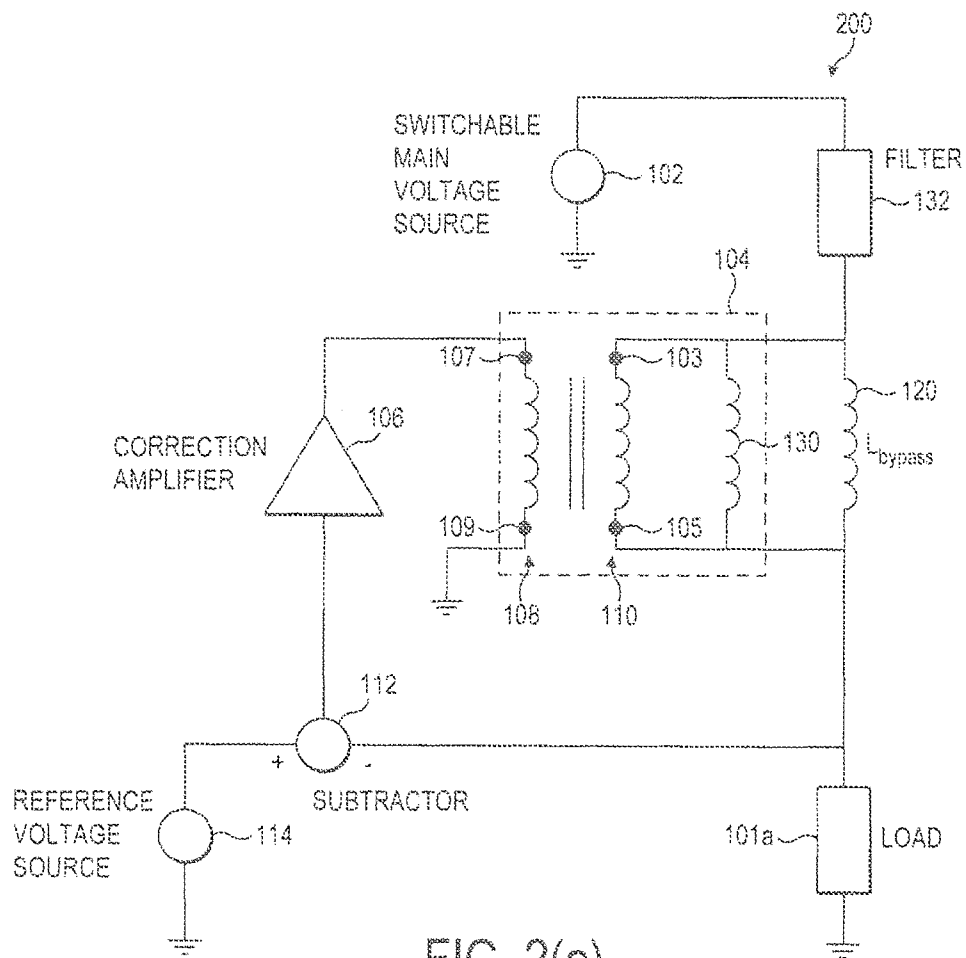 200
SWITCHABLE
MAIN
VOLTAGE
SOURCE
102
FILTER
132
104
107
103
120
CORRECTION
AMPLIFIER
106
130
Lbypass
109
105
108
110
112
+
-
REFERENCE
VOLTAGE
SOURCE
SUBTRACTOR
114
101a
LOAD